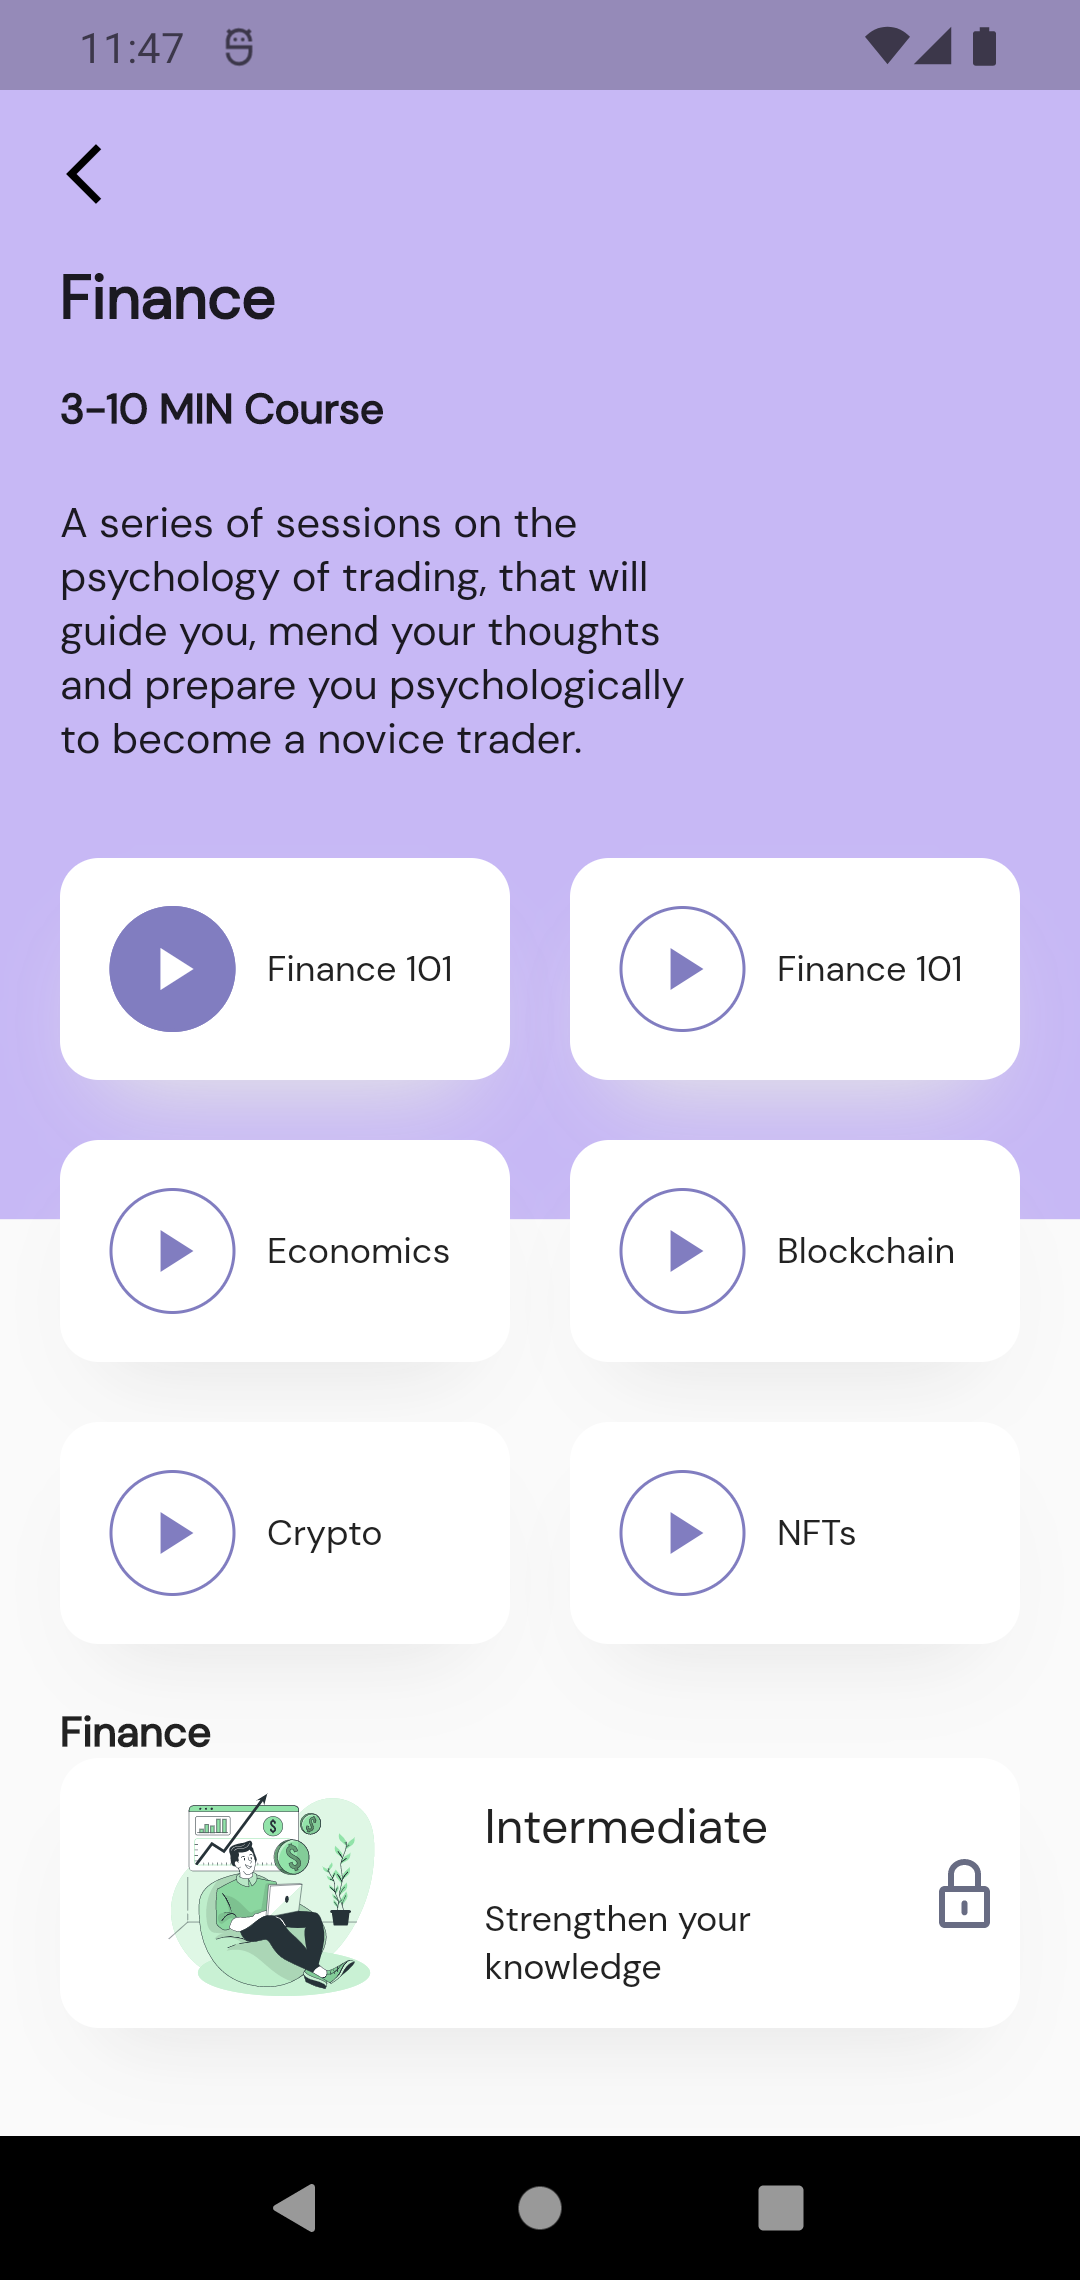 11:47
Finance
3-10 MIN Course
A series of sessions on the
psychology of trading, that will
guide you, mend your thoughts
and prepare you psychologically
to become a novice trader.
Finance 101
Finance 101
Economics
Blockchain
Crypto
NFTs
Finance
Intermediate
Strengthen your
knowledge